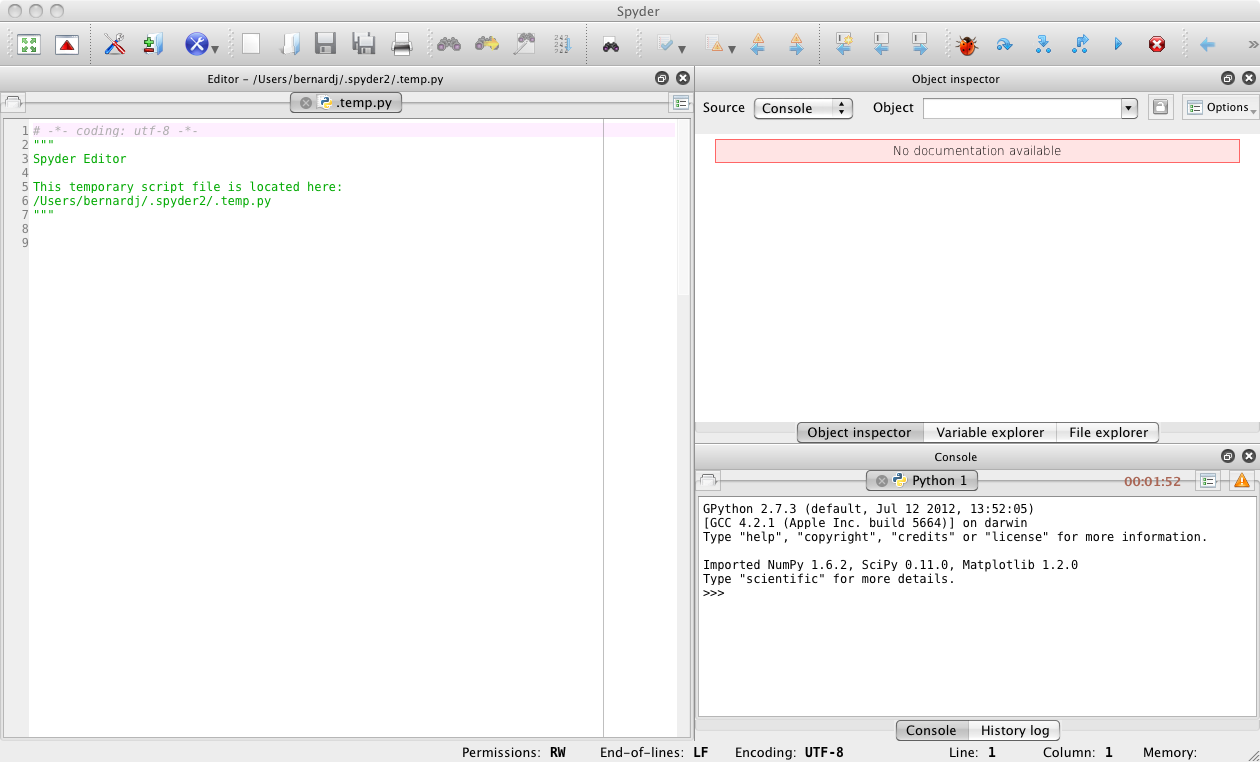 Spyder
Editor – /Users/bernardj/.spyder2/.temp.py
.temp.py
1 # -*- coding: utf-8 -*-
2 """
3 Spyder Editor
4
5 This temporary script file is located here:
6 /Users/bernardj/.spyder2/.temp.py
7 """
8
9
Object inspector
Source Console Object Options
No documentation available
Object inspector Variable explorer File explorer
Console
Python 1 00:01:52
GPython 2.7.3 (default, Jul 12 2012, 13:52:05)
[GCC 4.2.1 (Apple Inc. build 5664)] on darwin
Type "help", "copyright", "credits" or "license" for more information.
Imported NumPy 1.6.2, SciPy 0.11.0, Matplotlib 1.2.0
Type "scientific" for more details.
>>>
Console History log
Permissions: RW End-of-lines: LF Encoding: UTF-8 Line: 1 Column: 1 Memory: